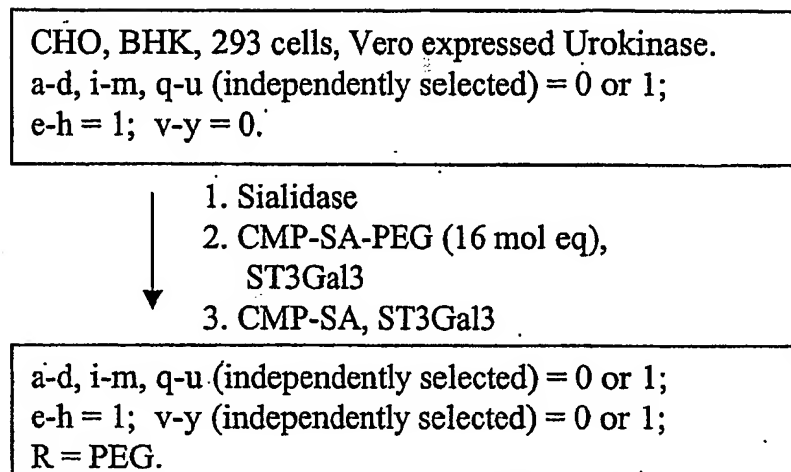 CHO, BHK, 293 cells, Vero expressed Urokinase.
a-d, i-m, q-u (independently selected) = 0 or 1;
e-h = 1; v-y = 0.
1. Sialidase
2. CMP-SA-PEG (16 mol eq),
ST3Gal3
3. CMP-SA, ST3Gal3
a-d, i-m, q-u (independently selected) = 0 or 1;
e-h = 1; v-y (independently selected) = 0 or 1;
R = PEG.